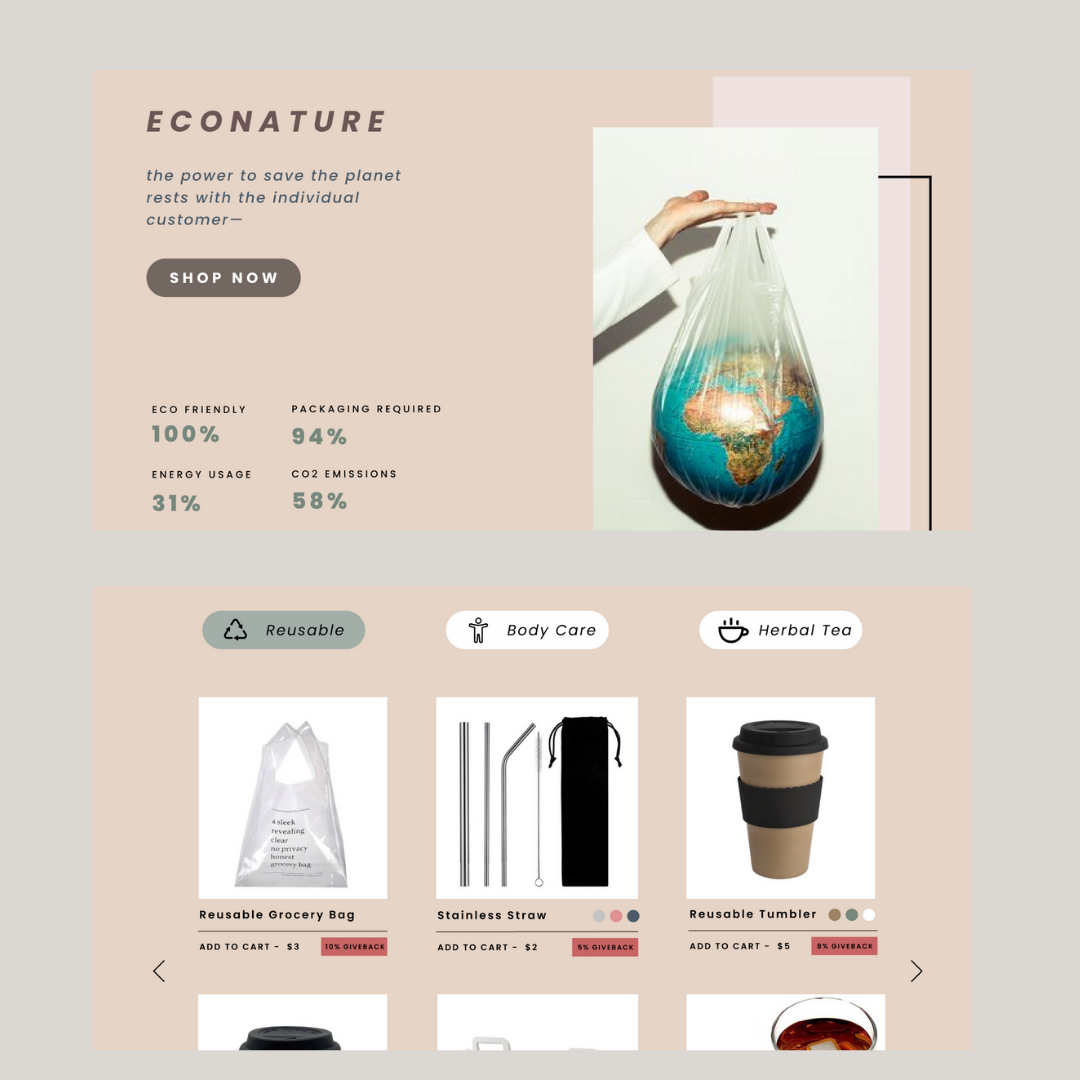 ECONATURE
the power to save the planet
rests with the individual
customer—
SHOP NOW
ECO FRIENDLY
100%
PACKAGING REQUIRED
94%
ENERGY USAGE
31%
CO2 EMISSIONS
58%
Reusable
Body Care
Herbal Tea
a sleek
revealing
clear
no privacy
honest
grocery bag
Reusable Grocery Bag
ADD TO CART - $3
10% GIVEBACK
Stainless Straw
ADD TO CART - $2
5% GIVEBACK
Reusable Tumbler
ADD TO CART - $5
8% GIVEBACK